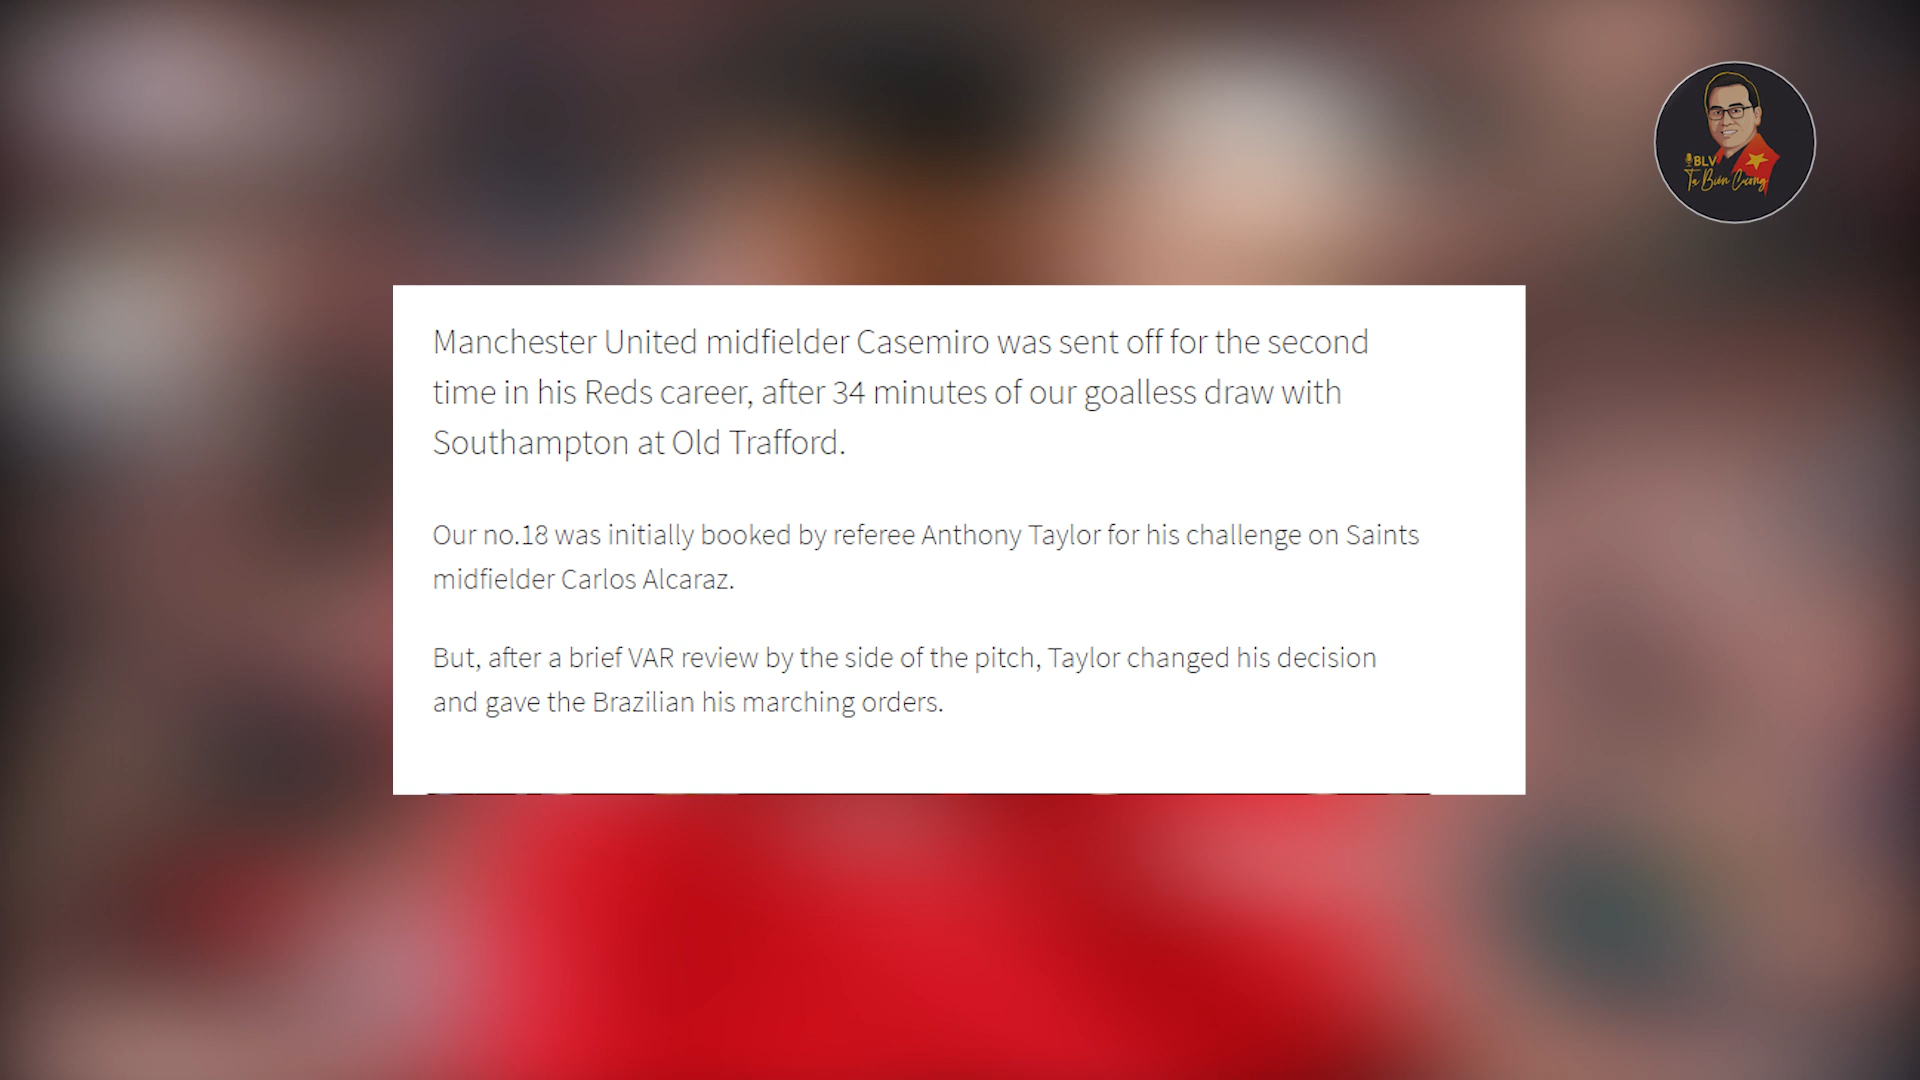 BLV
Tạ Biên Cương
Manchester United midfielder Casemiro was sent off for the second
time in his Reds career, after 34 minutes of our goalless draw with
Southampton at Old Trafford.
Our no.18 was initially booked by referee Anthony Taylor for his challenge on Saints
midfielder Carlos Alcaraz.
But, after a brief VAR review by the side of the pitch, Taylor changed his decision
and gave the Brazilian his marching orders.